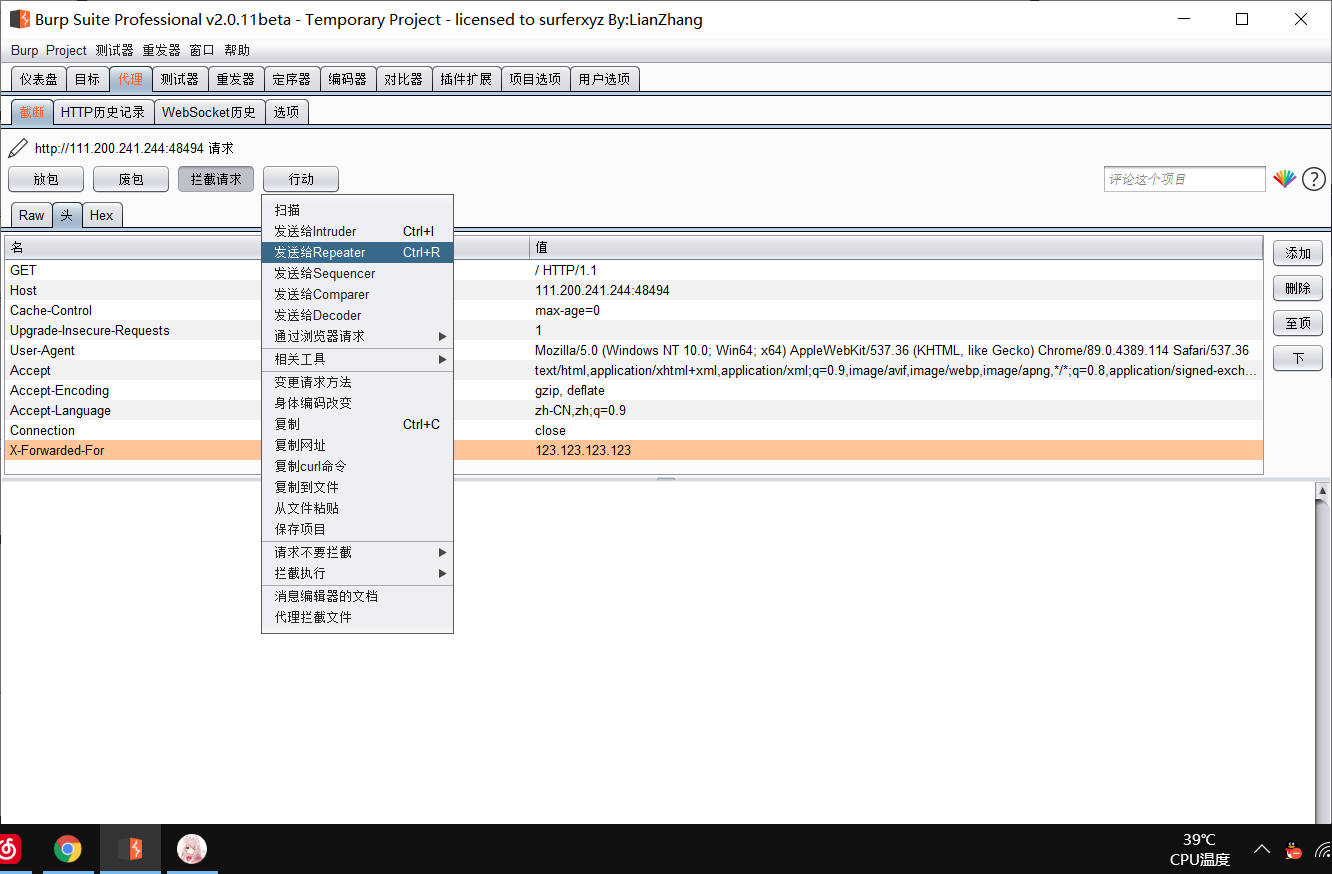 Burp Suite Professional v2.0.11beta - Temporary Project - licensed to surferxyz By:LianZhang
Burp Project 测试器 重发器 窗口 帮助
仪表盘 目标 代理 测试器 重发器 定序器 编码器 对比器 插件扩展 项目选项 用户选项
截断 HTTP历史记录 WebSocket历史 选项
http://111.200.241.244:48494 请求
放包 废包 拦截请求 行动 评论这个项目 ?
Raw 头 Hex
名 值
GET / HTTP/1.1
Host 111.200.241.244:48494
Cache-Control max-age=0
Upgrade-Insecure-Requests 1
User-Agent Mozilla/5.0 (Windows NT 10.0; Win64; x64) AppleWebKit/537.36 (KHTML, like Gecko) Chrome/89.0.4389.114 Safari/537.36
Accept text/html,application/xhtml+xml,application/xml;q=0.9,image/avif,image/webp,image/apng,*/*;q=0.8,application/signed-exch...
Accept-Encoding gzip, deflate
Accept-Language zh-CN,zh;q=0.9
Connection close
X-Forwarded-For 123.123.123.123
扫描
发送给Intruder Ctrl+I
发送给Repeater Ctrl+R
发送给Sequencer
发送给Comparer
发送给Decoder
通过浏览器请求
相关工具
变更请求方法
身体编码改变
复制 Ctrl+C
复制网址
复制curl命令
复制到文件
从文件粘贴
保存项目
请求不要拦截
拦截执行
消息编辑器的文档
代理拦截文件
添加
删除
至顶
下
39℃
CPU温度